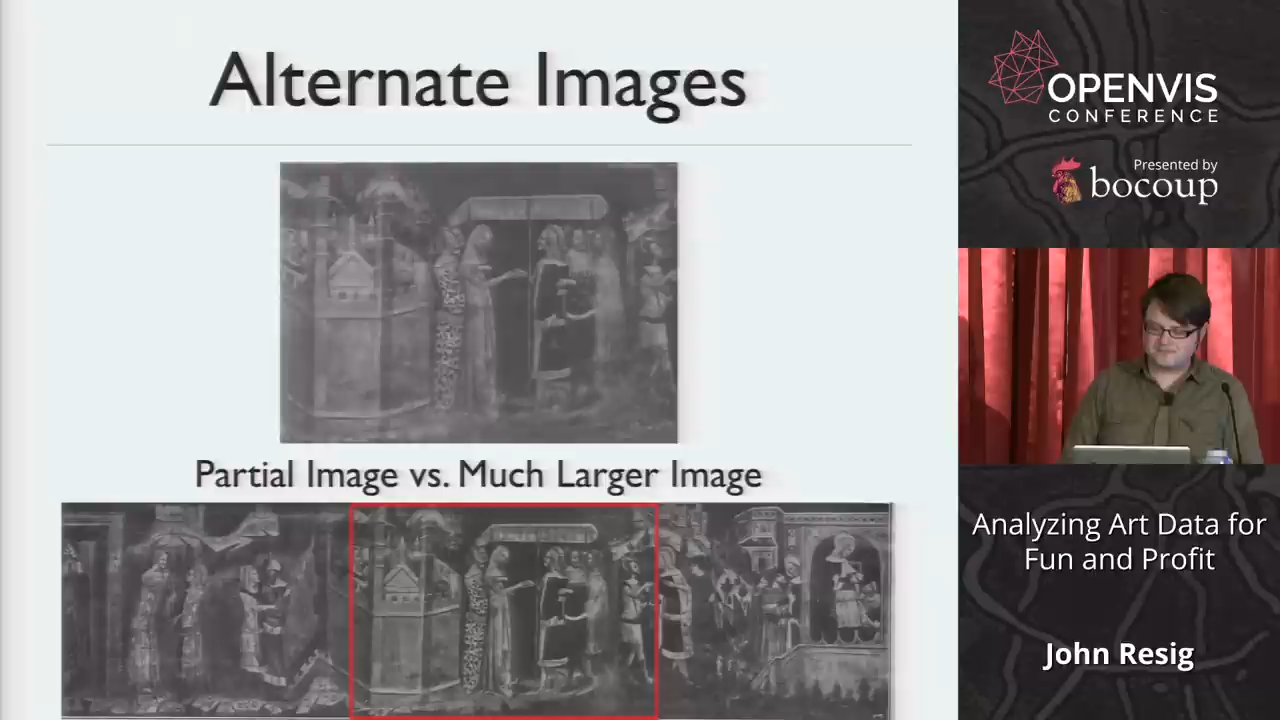 Alternate Images
Partial Image vs. Much Larger Image
OPENVIS
CONFERENCE
Presented by
bocoup
Analyzing Art Data for
Fun and Profit
John Resig